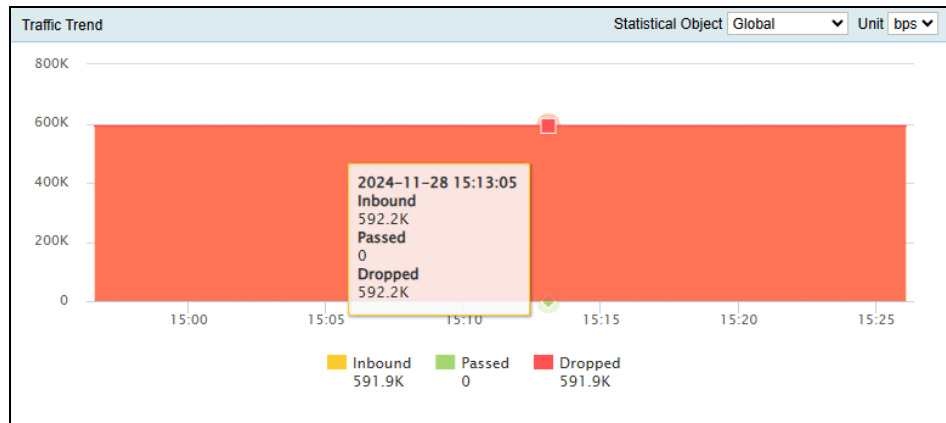 Traffic Trend
Statistical Object Global Unit bps
800K
600K
400K
200K
0
2024-11-28 15:13:05
Inbound
592.2K
Passed
0
Dropped
592.2K
15:00 15:05 15:10 15:15 15:20 15:25
Inbound Passed Dropped
591.9K 0 591.9K